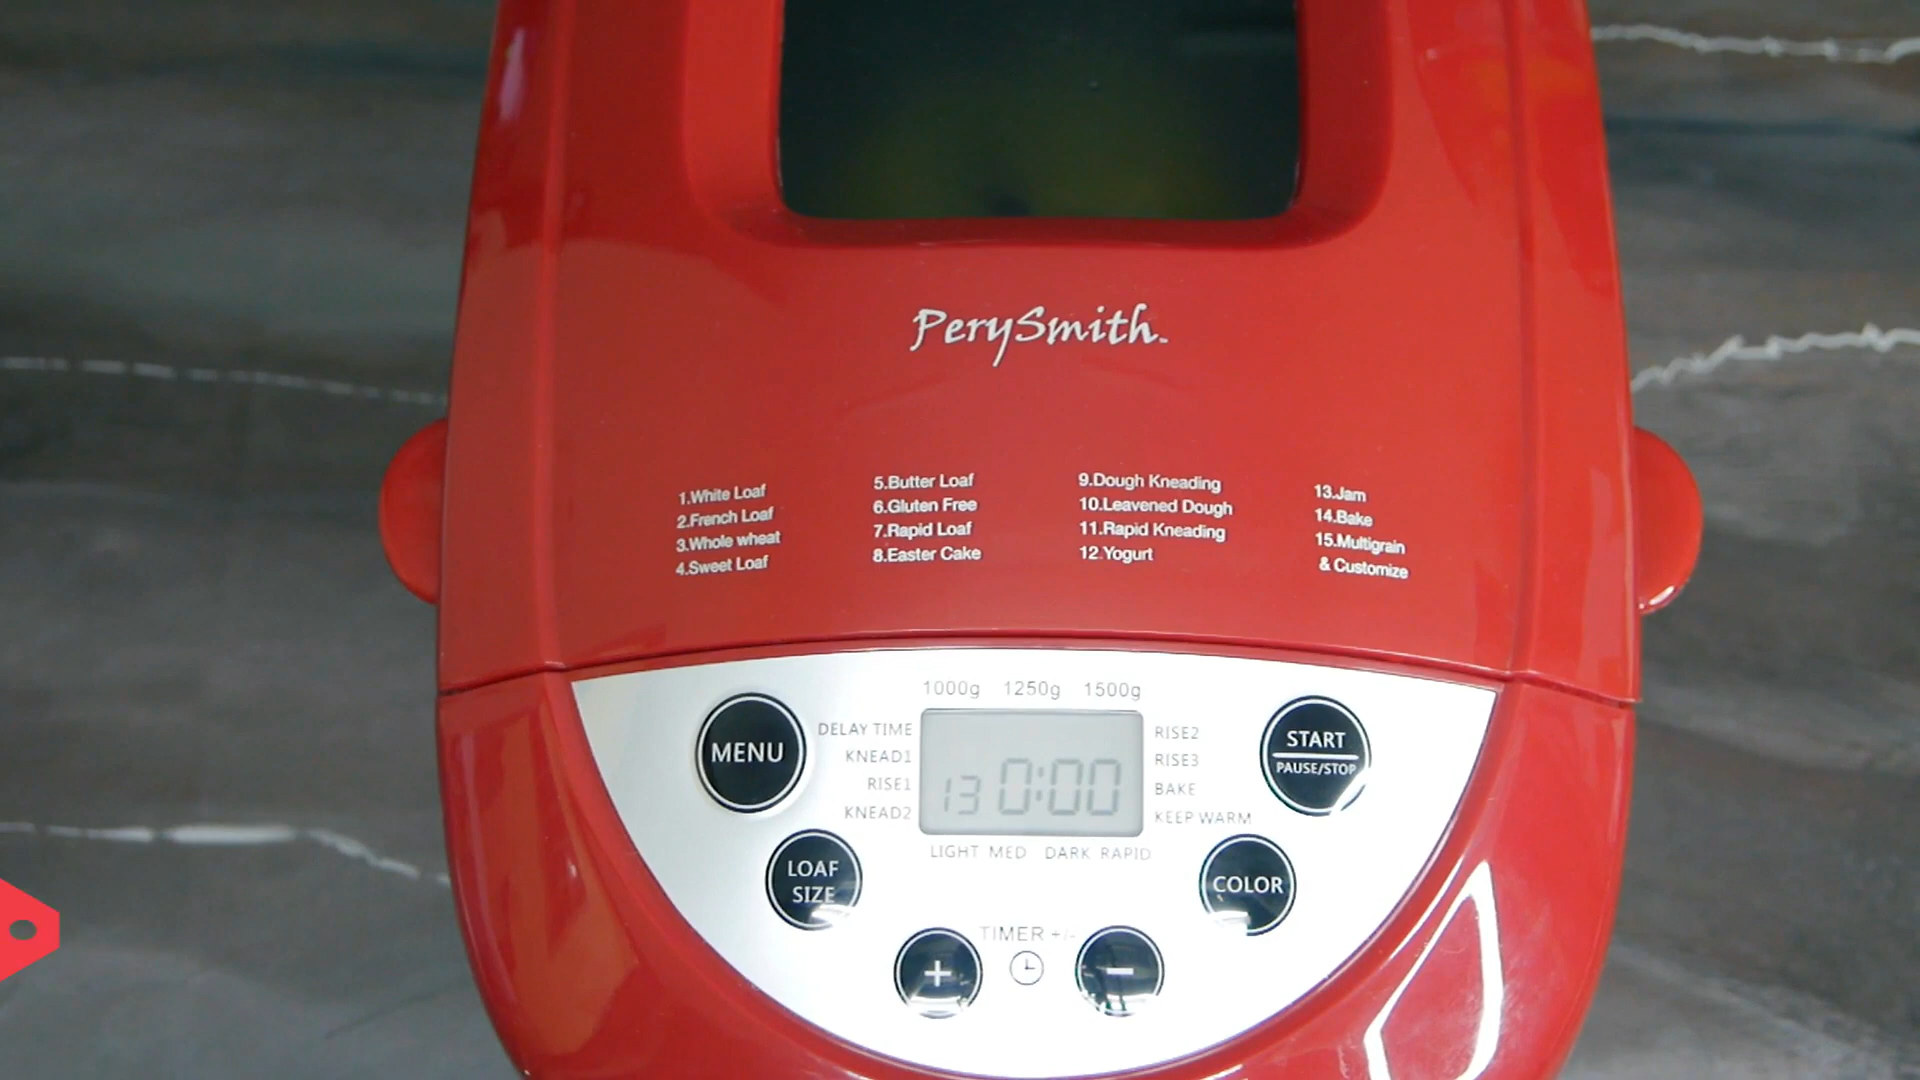 PerySmith™
1.White Loaf
2.French Loaf
3.Whole wheat
4.Sweet Loaf
5.Butter Loaf
6.Gluten Free
7.Rapid Loaf
8.Easter Cake
9.Dough Kneading
10.Leavened Dough
11.Rapid Kneading
12.Yogurt
13.Jam
14.Bake
15.Multigrain
& Customize
1000g 1250g 1500g
MENU
DELAY TIME
KNEAD1
RISE1
KNEAD2
13 0:00
RISE2
RISE3
BAKE
KEEP WARM
START
PAUSE/STOP
LIGHT MED DARK RAPID
LOAF
SIZE
COLOR
TIMER +/-
+
-